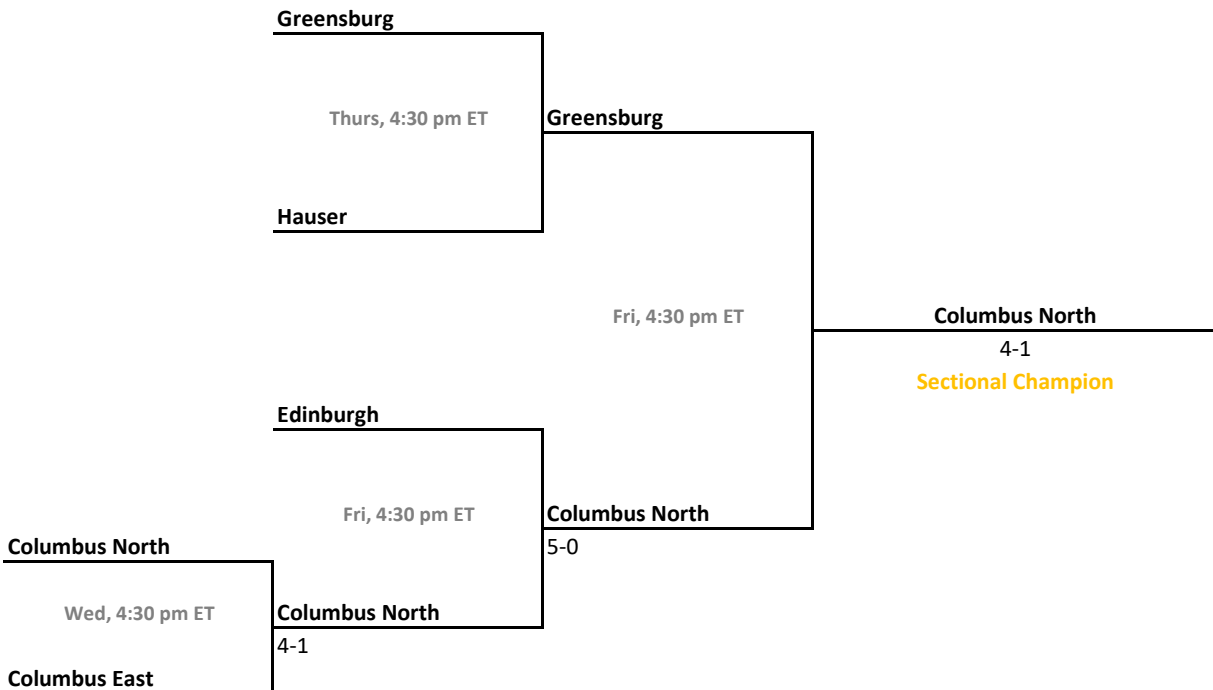 Greensburg
Thurs, 4:30 pm ET
Greensburg
Hauser
Fri, 4:30 pm ET
Columbus North
4-1
Sectional Champion
Edinburgh
Fri, 4:30 pm ET
Columbus North
5-0
Columbus North
Wed, 4:30 pm ET
Columbus North
4-1
Columbus East